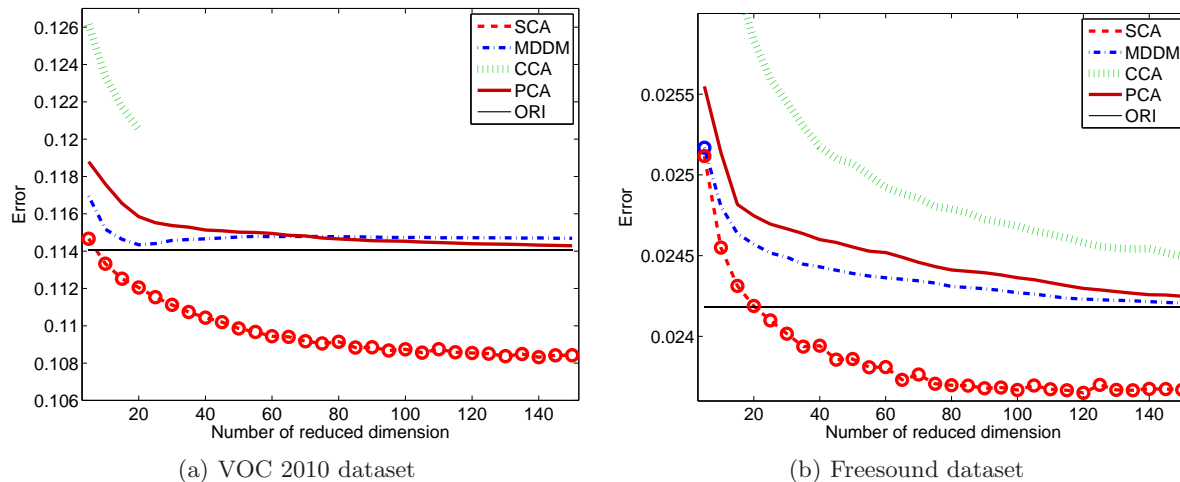 0.126
0.124
0.122
0.12
0.118
0.116
0.114
0.112
0.110
0.108
0.106
Error
20 40 60 80 100 120 140
Number of reduced dimension
SCA
MDDM
CCA
PCA
ORI
(a) VOC 2010 dataset
0.0255
0.025
0.0245
0.024
Error
20 40 60 80 100 120 140
Number of reduced dimension
SCA
MDDM
CCA
PCA
ORI
(b) Freesound dataset